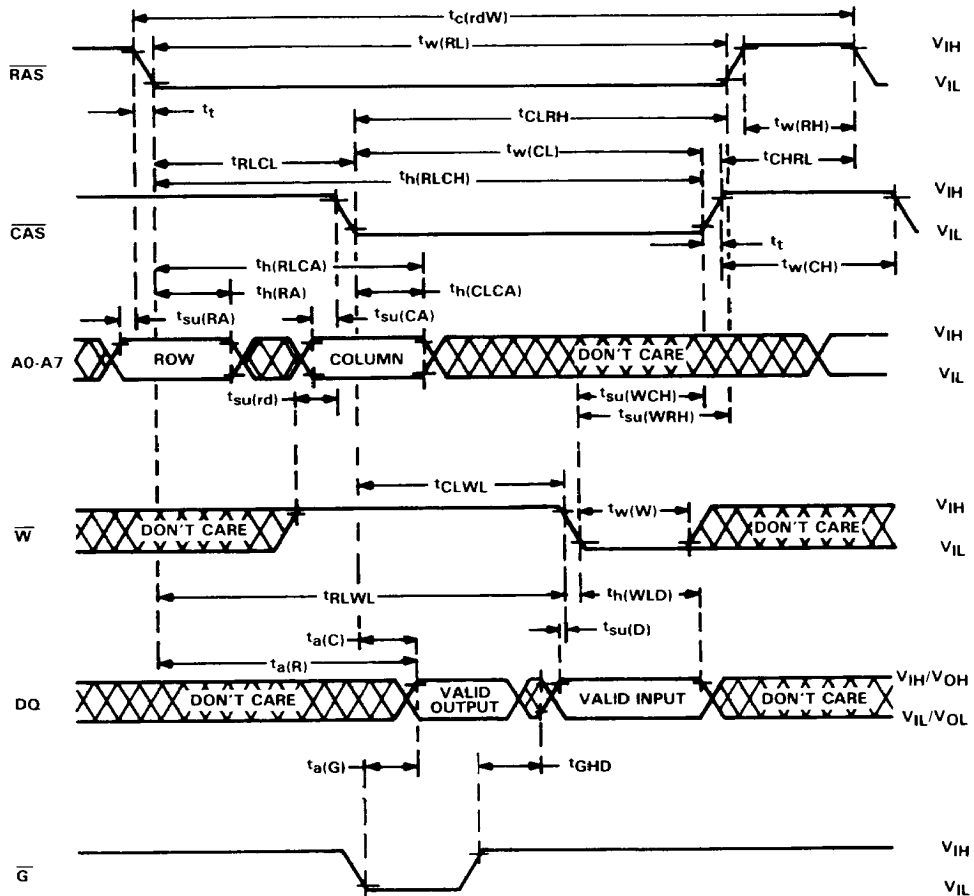 tc(rdW)
tw(RL)
VIH
RAS
VIL
tt
tCLRH
tw(RH)
tRLCL
tw(CL)
tCHRL
th(RLCH)
VIH
CAS
VIL
tt
th(RLCA)
tw(CH)
th(RA)
th(CLCA)
tsu(RA)
tsu(CA)
VIH
A0-A7
ROW
COLUMN
DON'T CARE
VIL
tsu(rd)
tsu(WCH)
tsu(WRH)
tCLWL
VIH
W
DON'T CARE
tw(W)
DON'T CARE
VIL
tRLWL
th(WLD)
ta(C)
tsu(D)
ta(R)
VIH/VOH
DQ
DON'T CARE
VALID
OUTPUT
VALID INPUT
DON'T CARE
VIL/VOL
ta(G)
tGHD
VIH
G
VIL